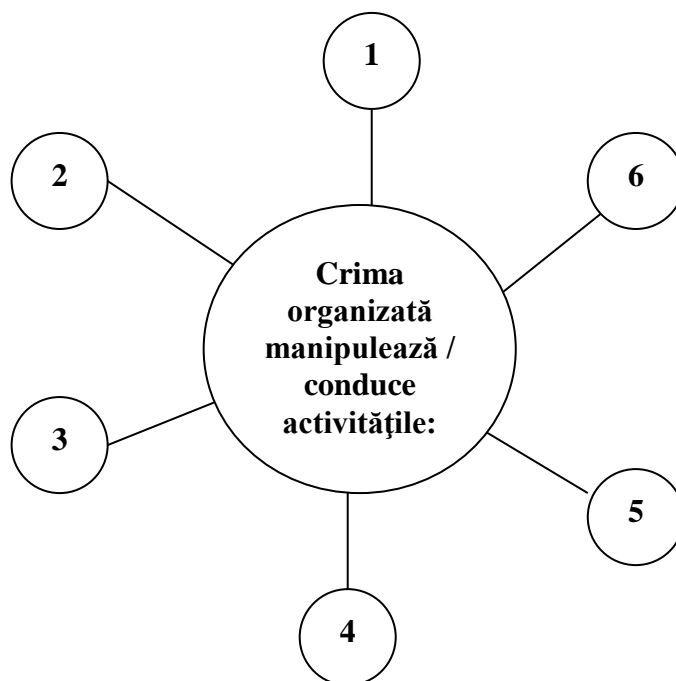 1
2
6
Crima
organizată
manipulează /
conduce
activităţile:
3
5
4